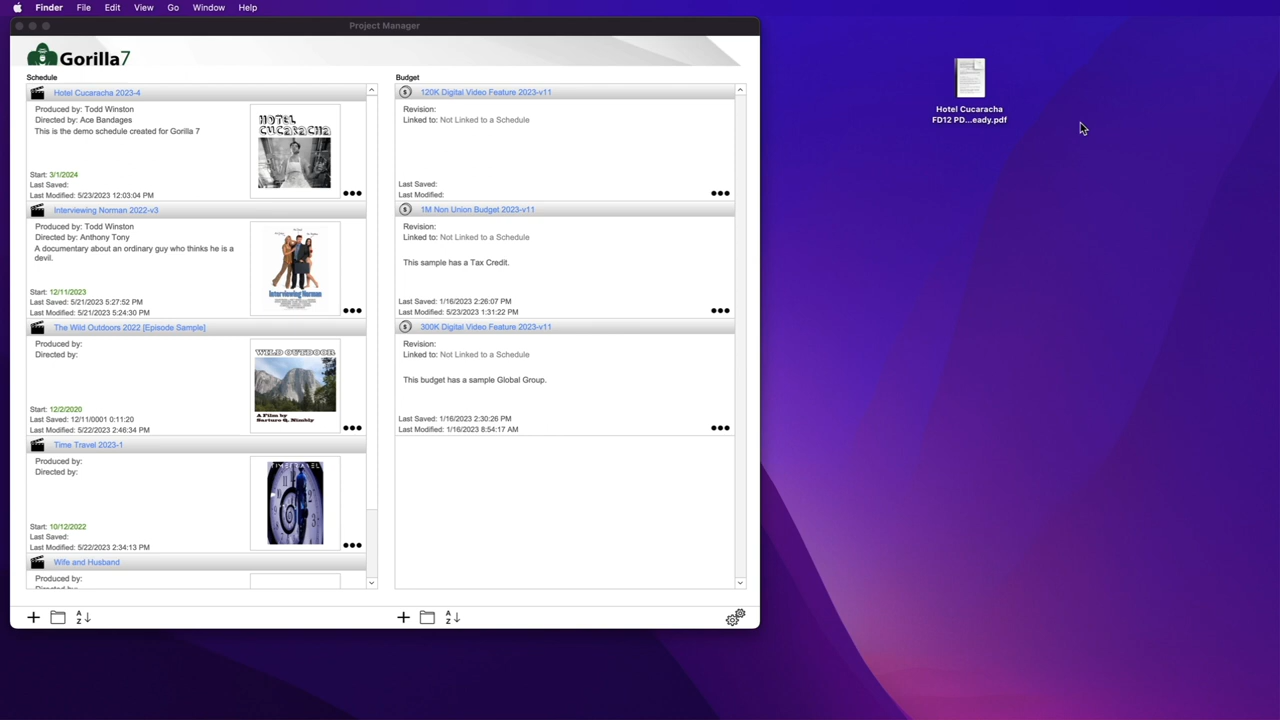 Finder File Edit View Go Window Help
Project Manager
Gorilla7
Schedule
Hotel Cucaracha 2023-4
Produced by: Todd Winston
Directed by: Ace Bandages
This is the demo schedule created for Gorilla 7
HOTEL
CUCARACHA
Start: 3/1/2024
Last Saved:
Last Modified: 5/23/2023 12:03:04 PM
Interviewing Norman 2022-v3
Produced by: Todd Winston
Directed by: Anthony Tony
A documentary about an ordinary guy who thinks he is a
devil.
Interviewing Norman
Start: 12/11/2023
Last Saved: 5/21/2023 5:27:52 PM
Last Modified: 5/21/2023 5:24:30 PM
The Wild Outdoors 2022 [Episode Sample]
Produced by:
Directed by:
WILD OUTDOOR
A Film by
Sarture Q. Nimbly
Start: 12/2/2020
Last Saved: 12/11/0001 0:11:20
Last Modified: 5/22/2023 2:46:34 PM
Time Travel 2023-1
Produced by:
Directed by:
TIMETRAVEL
Start: 10/12/2022
Last Saved:
Last Modified: 5/22/2023 2:34:13 PM
Wife and Husband
Produced by:
Directed by:
Budget
120K Digital Video Feature 2023-v11
Revision:
Linked to: Not Linked to a Schedule
Last Saved:
Last Modified:
1M Non Union Budget 2023-v11
Revision:
Linked to: Not Linked to a Schedule
This sample has a Tax Credit.
Last Saved: 1/16/2023 2:26:07 PM
Last Modified: 5/23/2023 1:31:22 PM
300K Digital Video Feature 2023-v11
Revision:
Linked to: Not Linked to a Schedule
This budget has a sample Global Group.
Last Saved: 1/16/2023 2:30:26 PM
Last Modified: 1/16/2023 8:54:17 AM
A
Z
A
Z
Hotel Cucaracha
FD12 PD...eady.pdf